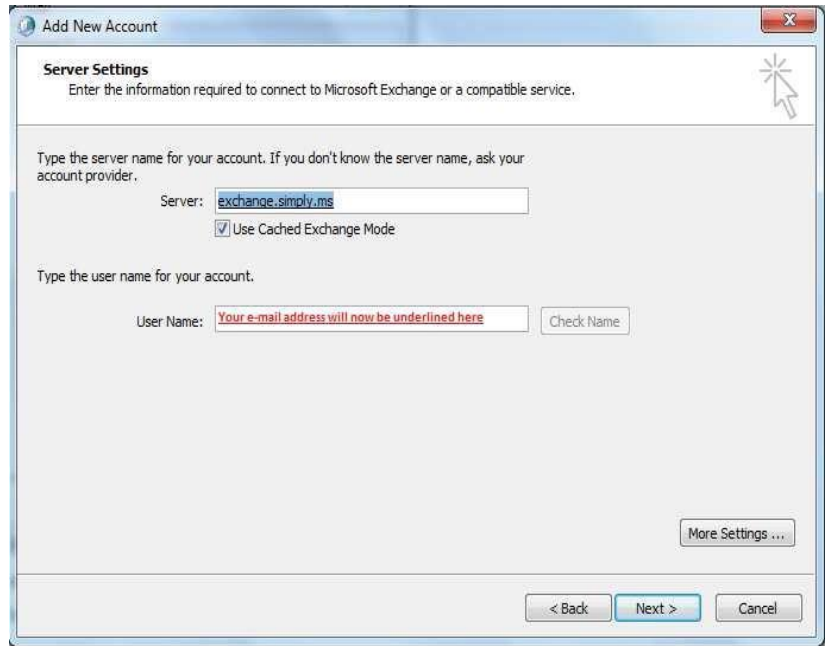 Add New Account
Server Settings
Enter the information required to connect to Microsoft Exchange or a compatible service.
Type the server name for your account. If you don't know the server name, ask your
account provider.
Server: exchange.simply.ms
Use Cached Exchange Mode
Type the user name for your account.
User Name: Your e-mail address will now be underlined here Check Name
More Settings ...
< Back Next > Cancel